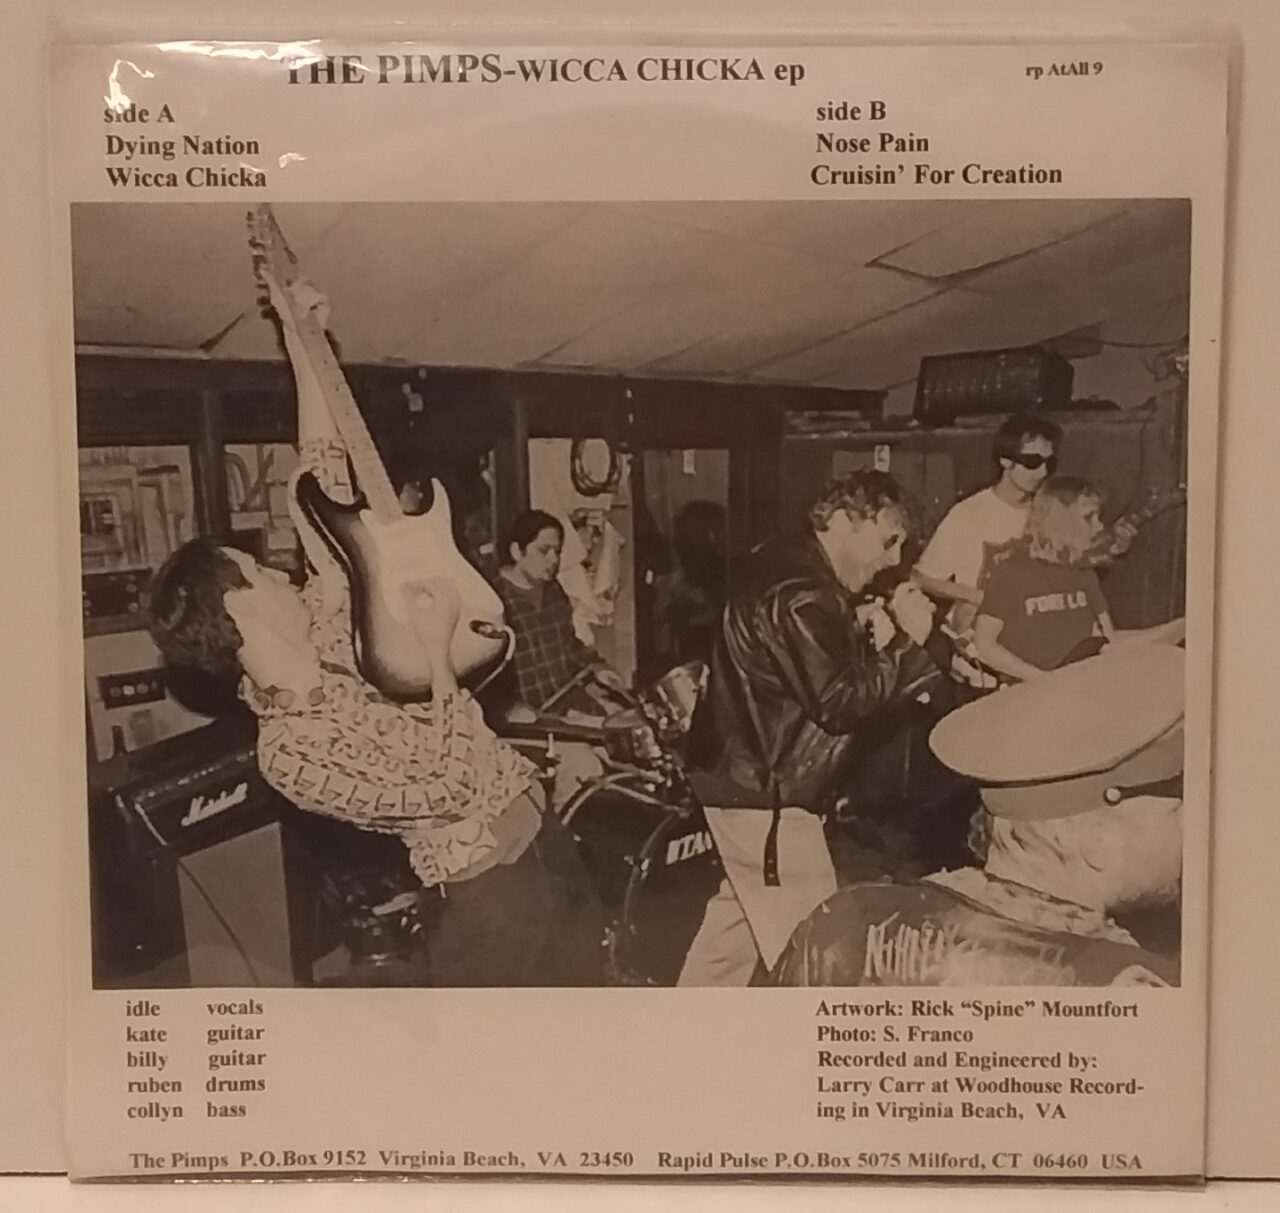 THE PIMPS-WICCA CHICKA ep
rp AtAll 9
side A
Dying Nation
Wicca Chicka
side B
Nose Pain
Cruisin' For Creation
Marshall
TAMA
idle vocals
kate guitar
billy guitar
ruben drums
collyn bass
Artwork: Rick “Spine” Mountfort
Photo: S. Franco
Recorded and Engineered by:
Larry Carr at Woodhouse Record-
ing in Virginia Beach, VA
The Pimps P.O.Box 9152 Virginia Beach, VA 23450 Rapid Pulse P.O.Box 5075 Milford, CT 06460 USA